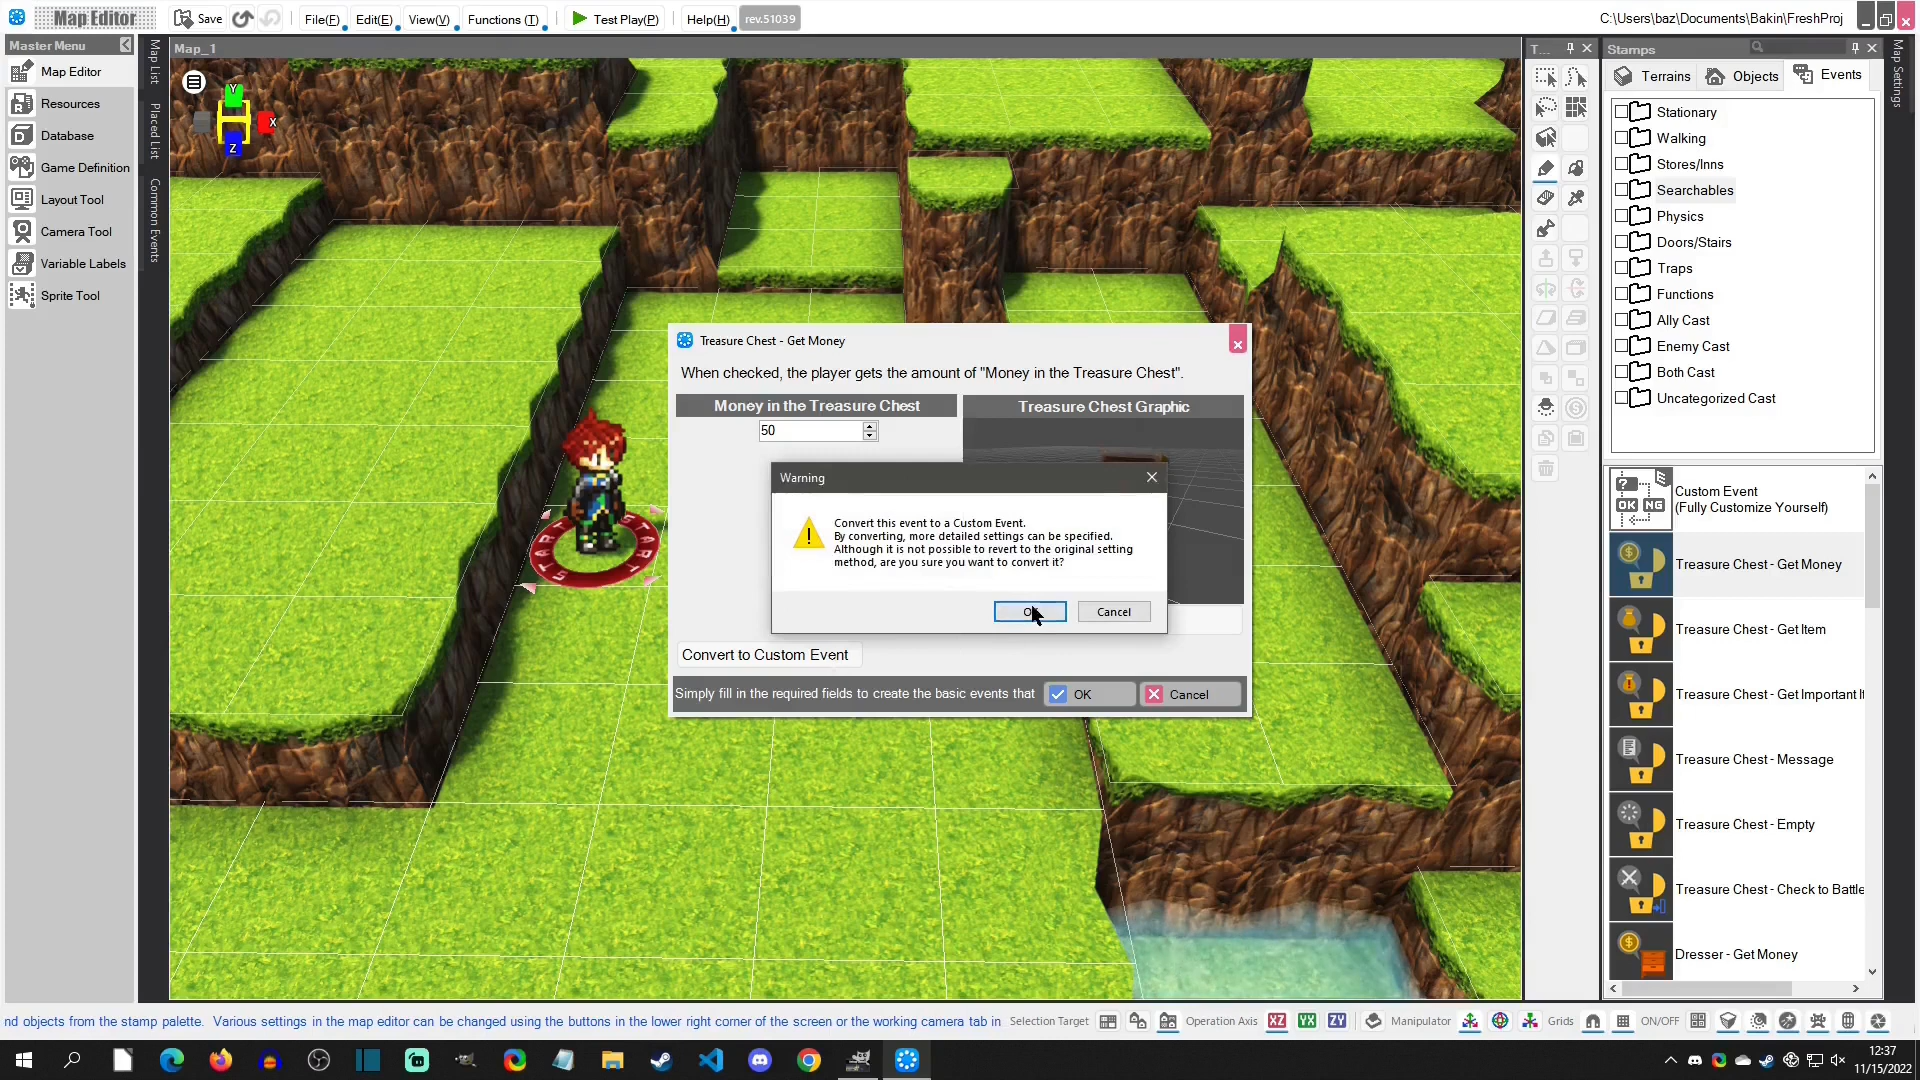 Map Editor
Save
File(F)
Edit(E)
View(V)
Functions (T)
Test Play(P)
Help(H)
rev.51039
C:\Users\baz\Documents\Bakin\FreshProj
Master Menu
Map Editor
Resources
Database
Game Definition
Layout Tool
Camera Tool
Variable Labels
Sprite Tool
Map List
Placed List
Common Events
Map_1
Y
X
Z
T...
Stamps
Map Settings
Terrains
Objects
Events
Stationary
Walking
Stores/Inns
Searchables
Physics
Doors/Stairs
Traps
Functions
Ally Cast
Enemy Cast
Both Cast
Uncategorized Cast
OK NG
Custom Event
(Fully Customize Yourself)
Treasure Chest - Get Money
Treasure Chest - Get Item
Treasure Chest - Get Important It
Treasure Chest - Message
Treasure Chest - Empty
Treasure Chest - Check to Battle
Dresser - Get Money
Treasure Chest - Get Money
When checked, the player gets the amount of "Money in the Treasure Chest".
Money in the Treasure Chest
50
Treasure Chest Graphic
Warning
Convert this event to a Custom Event.
By converting, more detailed settings can be specified.
Although it is not possible to revert to the original setting
method, are you sure you want to convert it?
Cancel
Convert to Custom Event
Simply fill in the required fields to create the basic events that
OK
Cancel
nd objects from the stamp palette. Various settings in the map editor can be changed using the buttons in the lower right corner of the screen or the working camera tab in
Selection Target
Operation Axis
XZ
YX
ZY
Manipulator
Grids
ON/OFF
12:37
11/15/2022